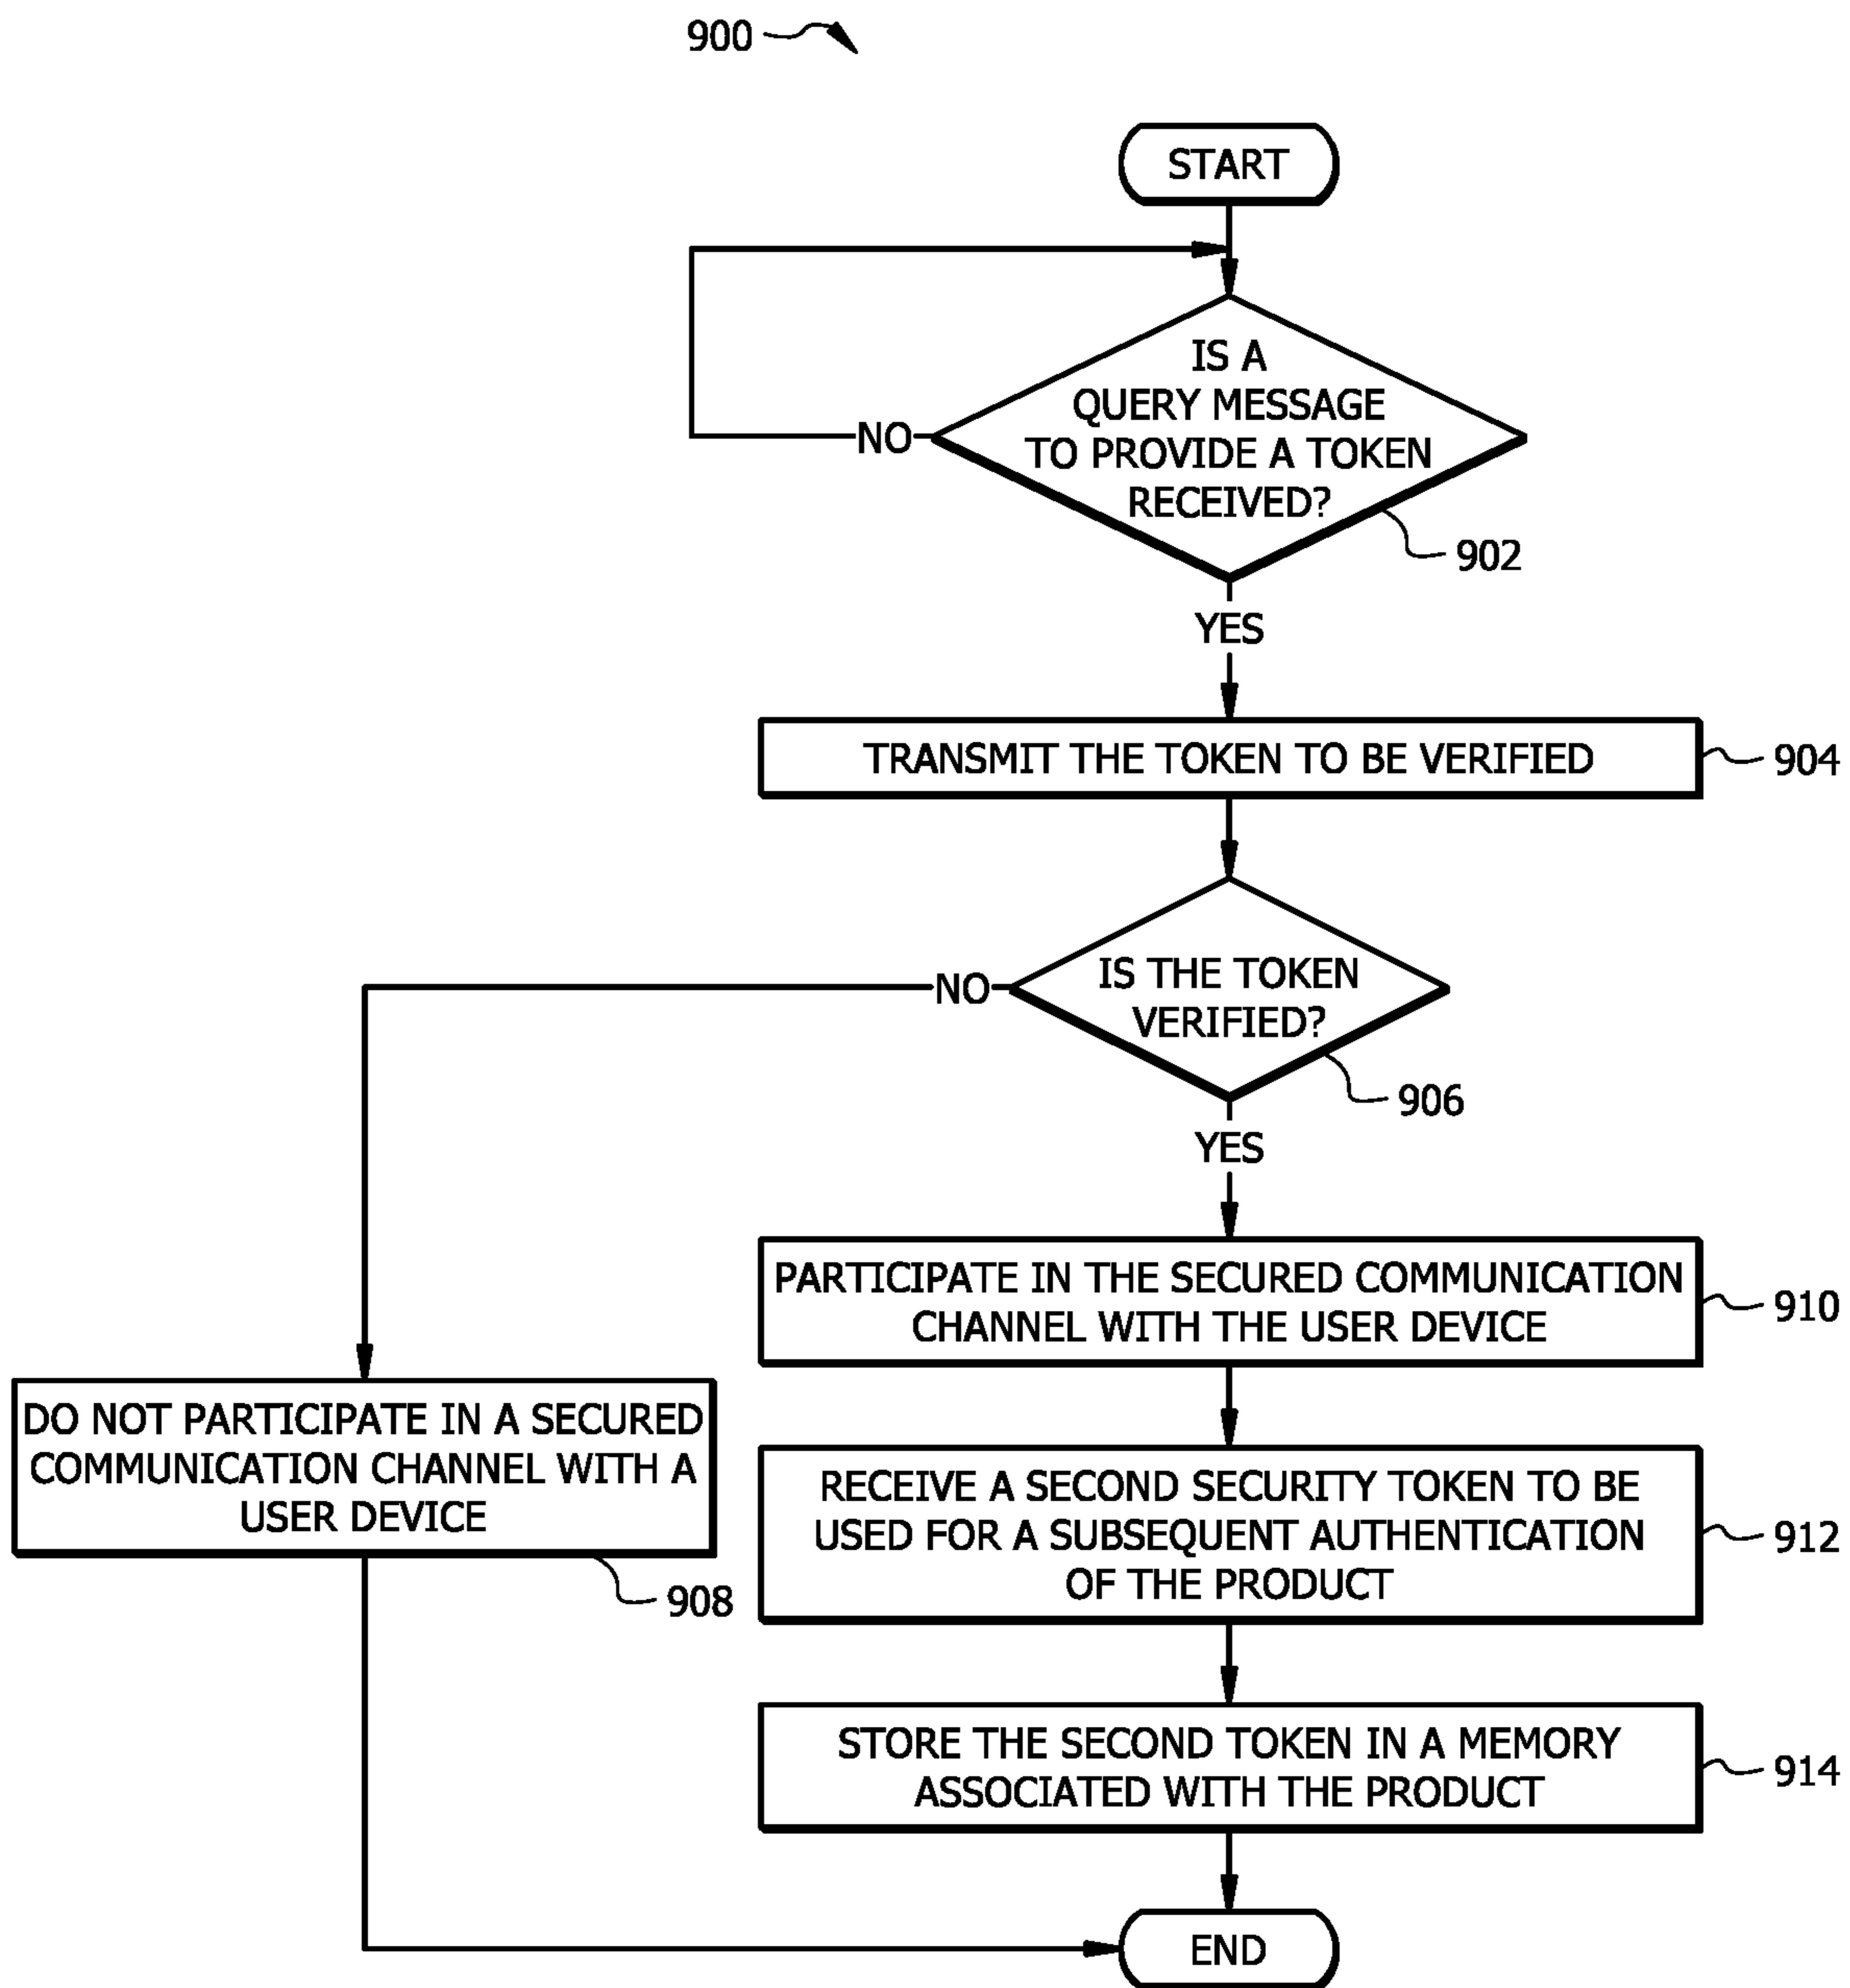 900
START
IS A
QUERY MESSAGE
TO PROVIDE A TOKEN
RECEIVED?
NO
902
YES
TRANSMIT THE TOKEN TO BE VERIFIED
904
IS THE TOKEN
VERIFIED?
NO
906
YES
PARTICIPATE IN THE SECURED COMMUNICATION
CHANNEL WITH THE USER DEVICE
910
DO NOT PARTICIPATE IN A SECURED
COMMUNICATION CHANNEL WITH A
USER DEVICE
908
RECEIVE A SECOND SECURITY TOKEN TO BE
USED FOR A SUBSEQUENT AUTHENTICATION
OF THE PRODUCT
912
STORE THE SECOND TOKEN IN A MEMORY
ASSOCIATED WITH THE PRODUCT
914
END